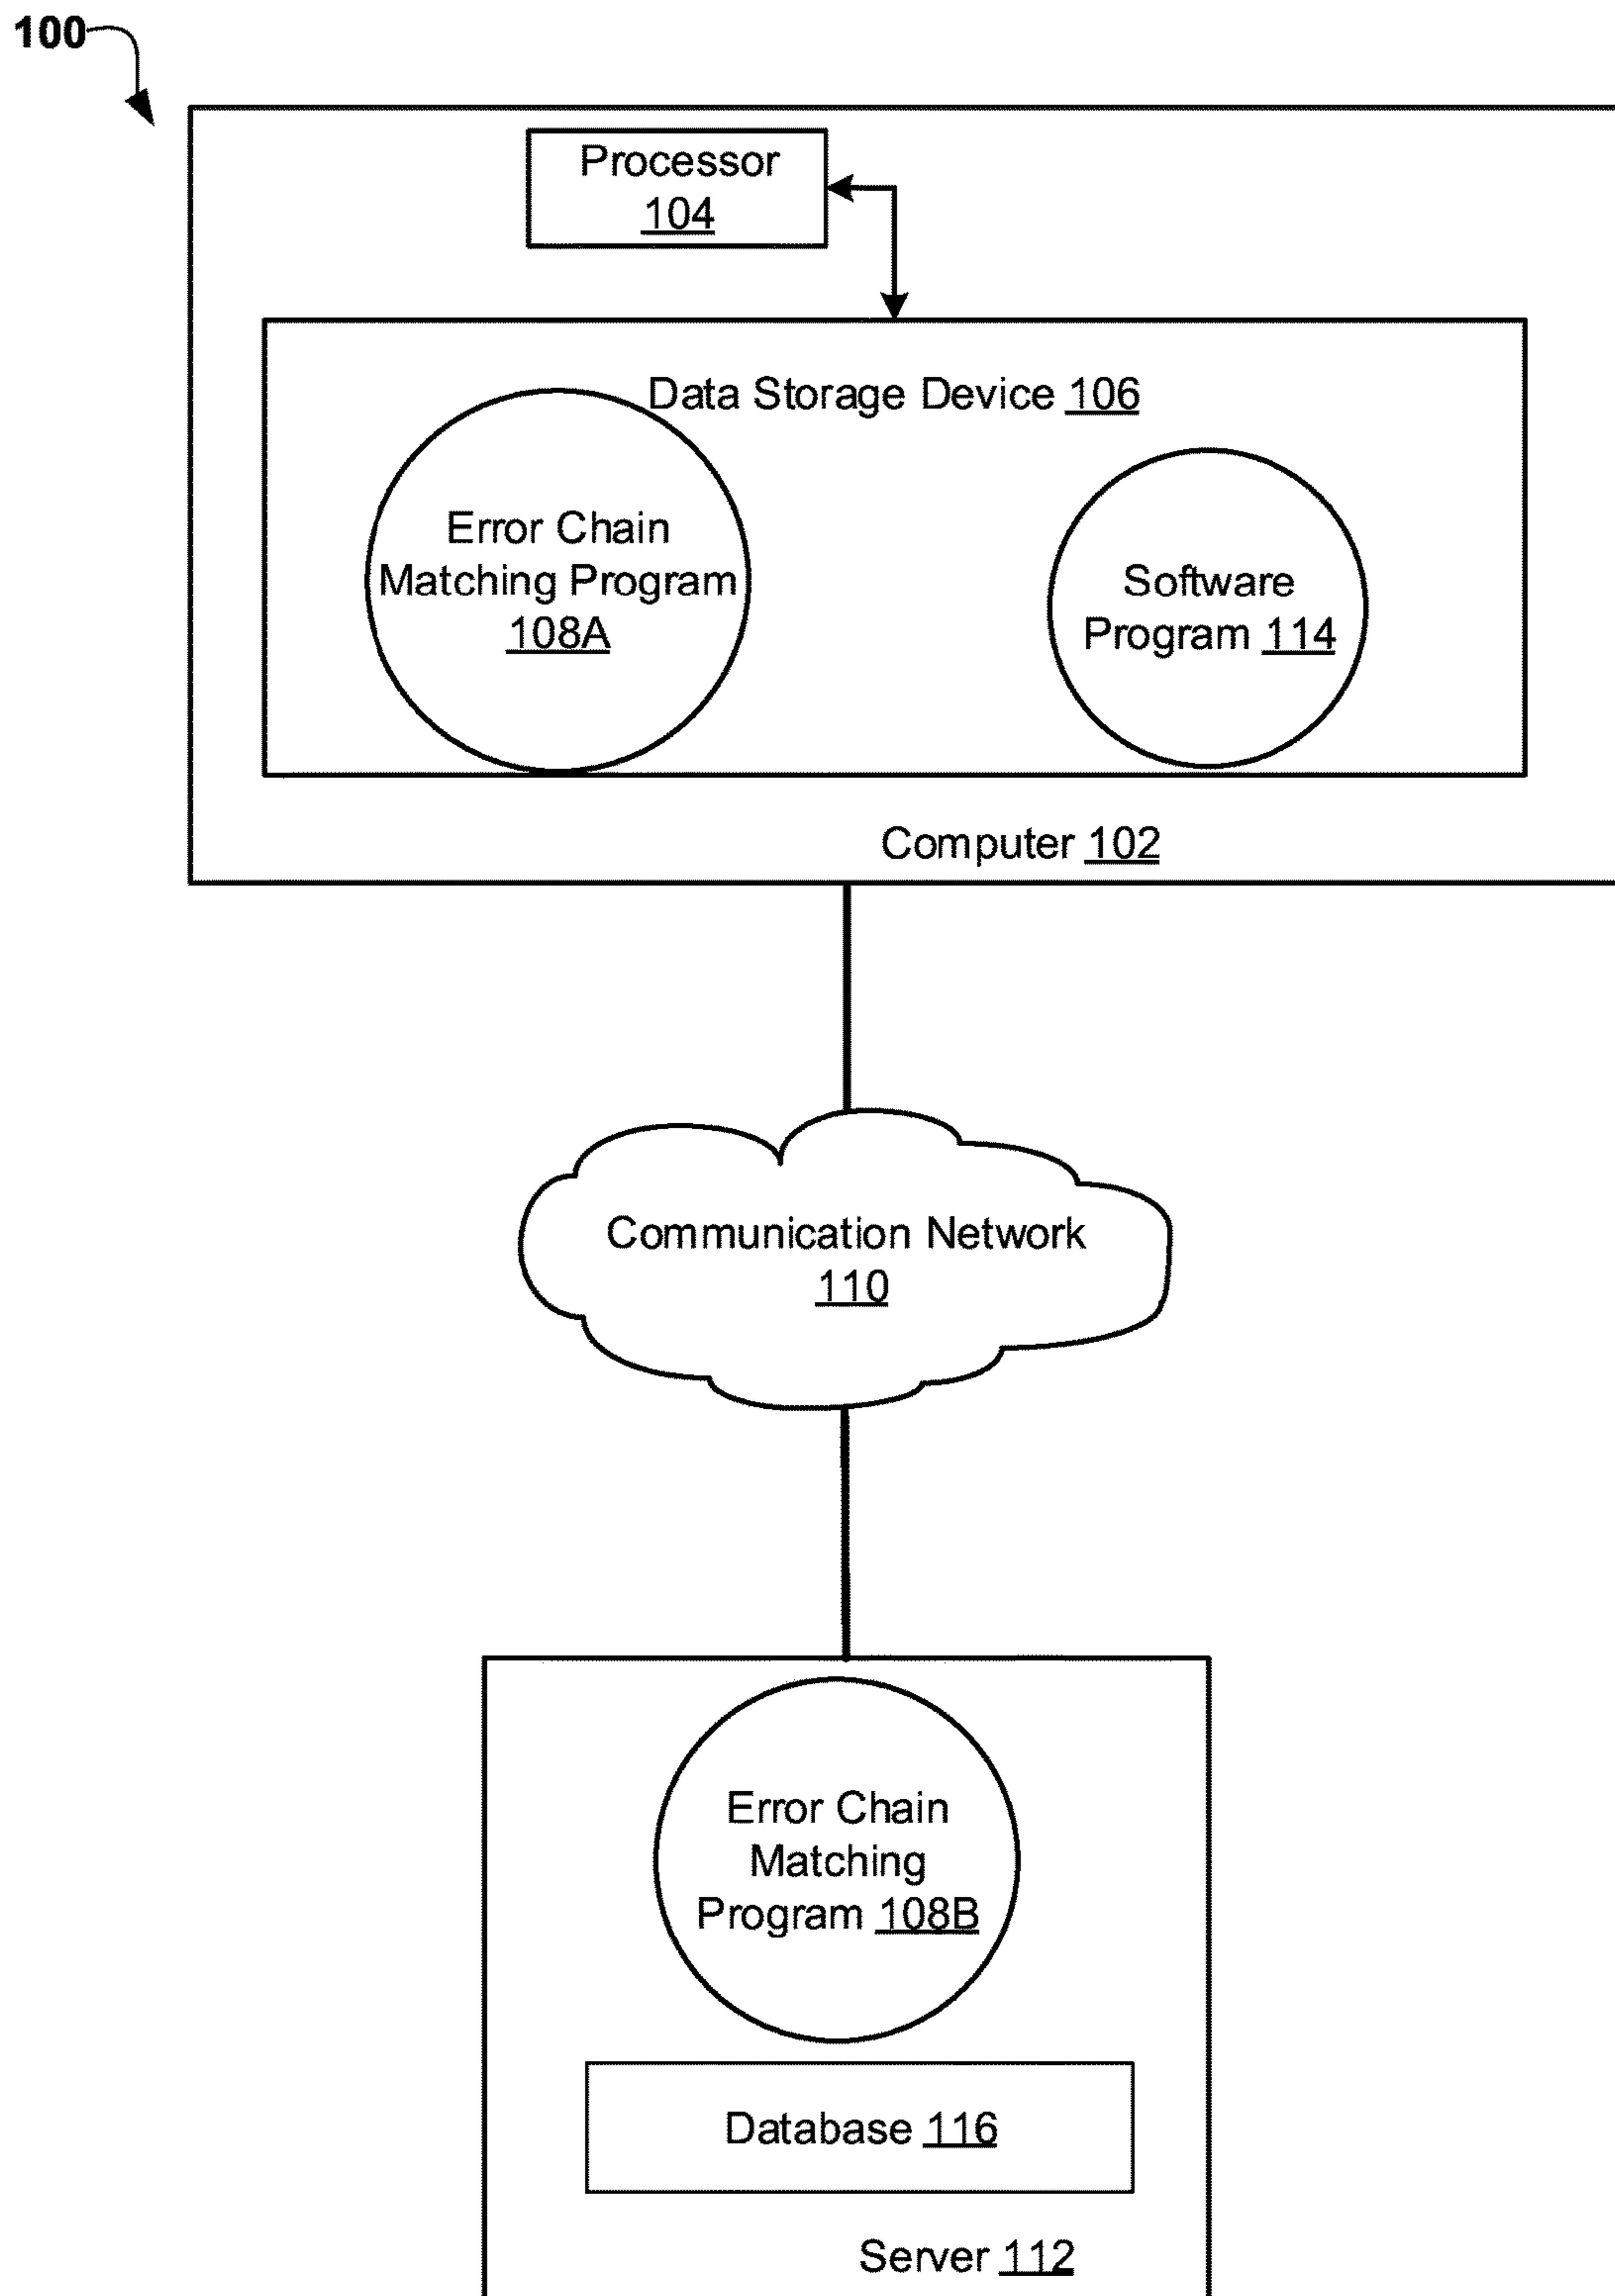 100
Processor
104
Data Storage Device 106
Error Chain
Matching Program
108A
Software
Program 114
Computer 102
Communication Network
110
Error Chain
Matching
Program 108B
Database 116
Server 112